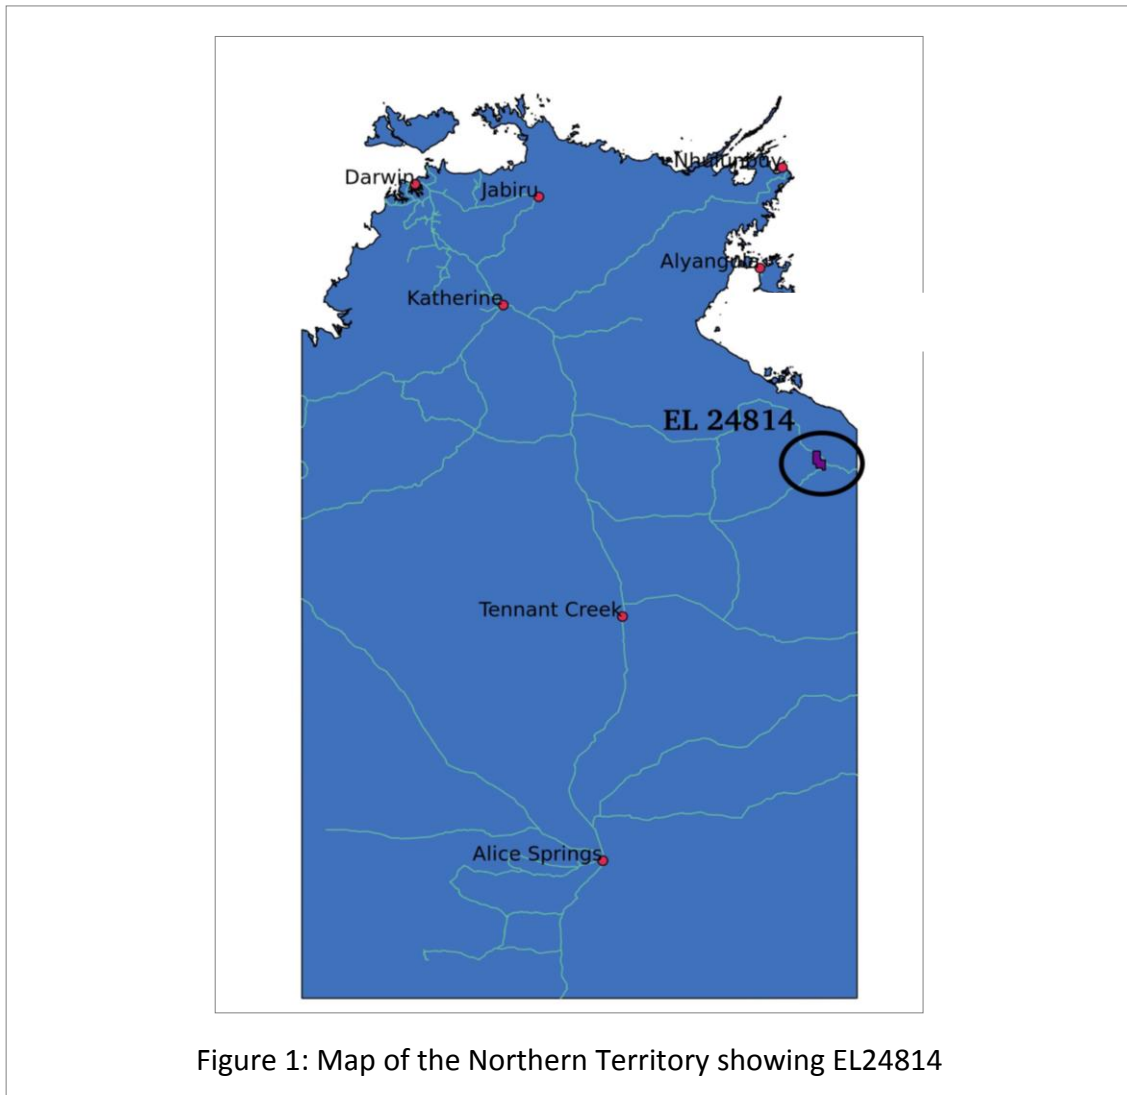 Nhulunbuy
Darwin
Jabiru
Alyangula
Katherine
EL 24814
Tennant Creek
Alice Springs
Figure 1: Map of the Northern Territory showing EL24814